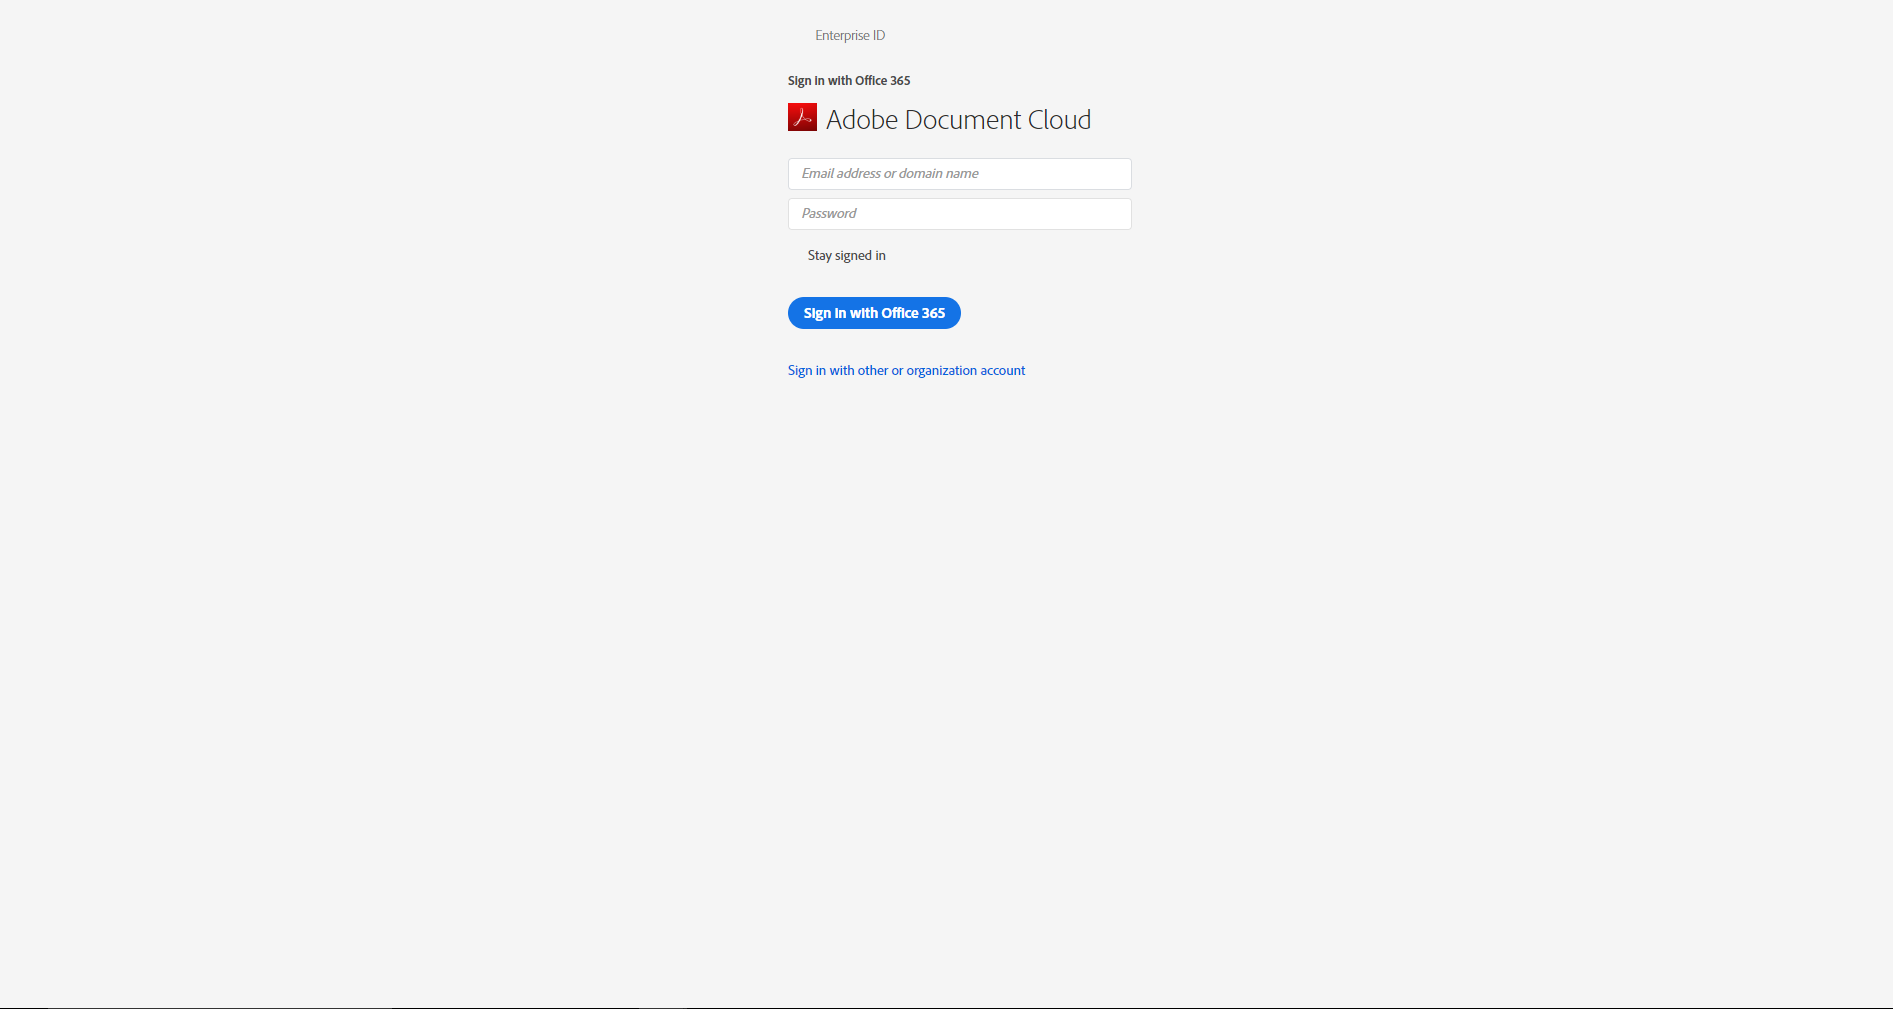 Enterprise ID
Sign in with Office 365
Adobe Document Cloud
Email address or domain name
Password
Stay signed in
Sign in with Office 365
Sign in with other or organization account